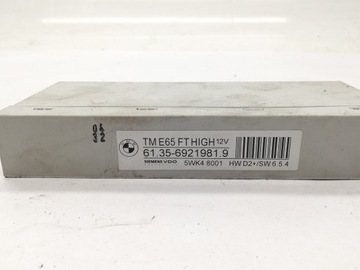 TM E65 FT HIGH 12V
61.35-6921981.9
SIEMENS VDO 5WK4 8001 HW D2+/SW 6.5.4